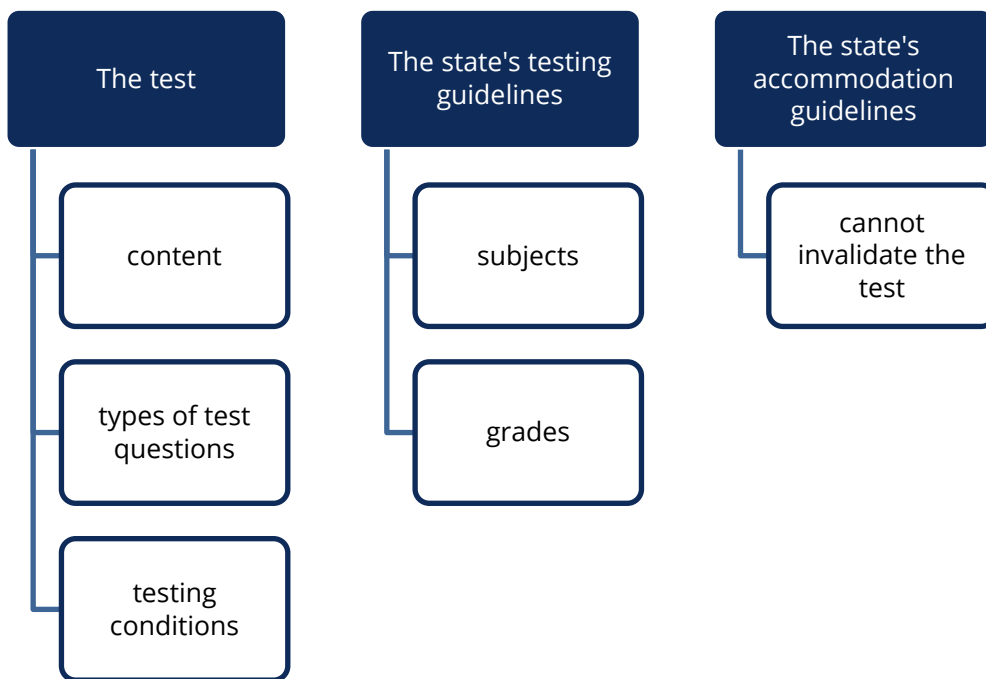 The test
content
types of test
questions
testing
conditions
The state's testing
guidelines
subjects
grades
The state's
accommodation
guidelines
cannot
invalidate the
test